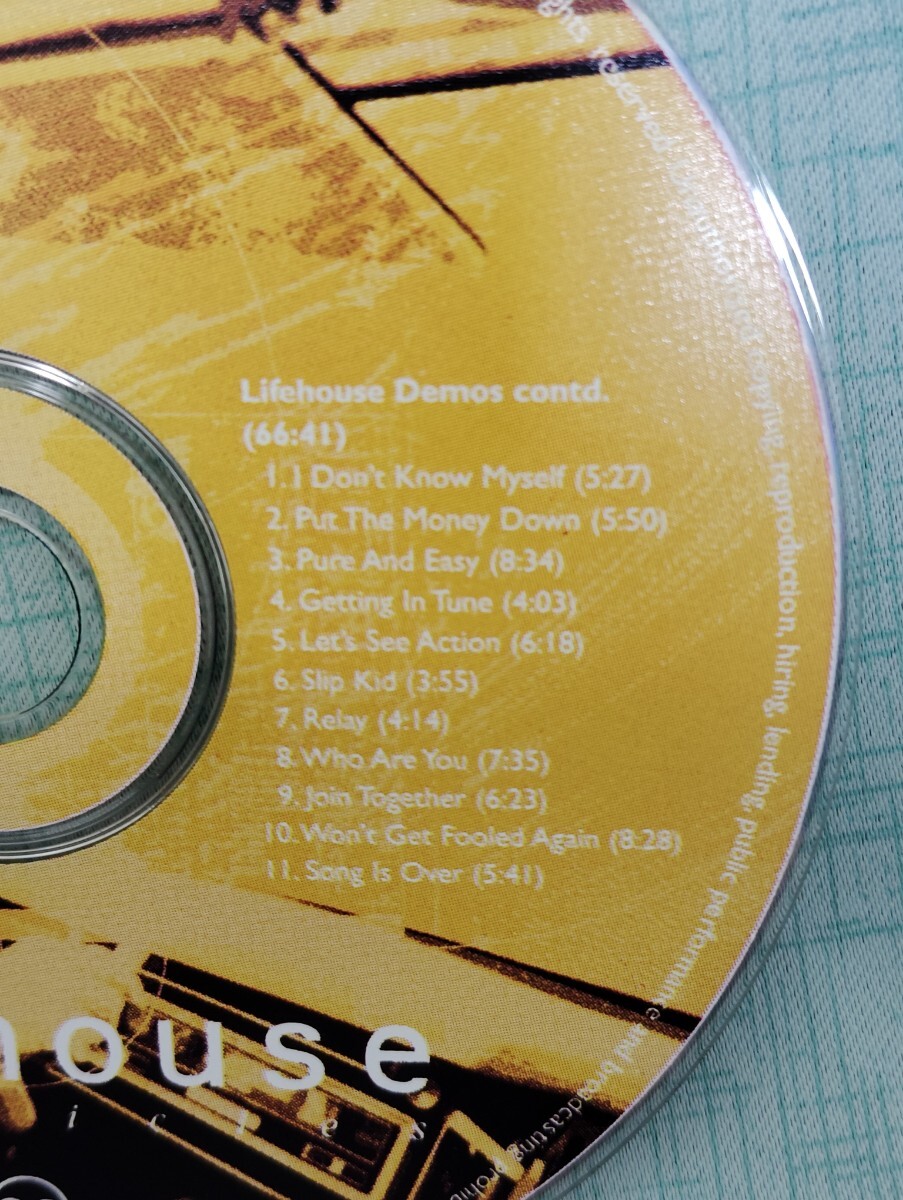 Lifehouse Demos contd.
(66:41)
1. I Don't Know Myself (5:27)
2. Put The Money Down (5:50)
3. Pure And Easy (8:34)
4. Getting In Tune (4:03)
5. Let's See Action (6:18)
6. Slip Kid (3:55)
7. Relay (4:14)
8. Who Are You (7:35)
9. Join Together (6:23)
10. Won't Get Fooled Again (8:28)
11. Song Is Over (5:41)
house
icles
reserved. copying, reproduction, hiring, lending, public performance and broadcasting prohib